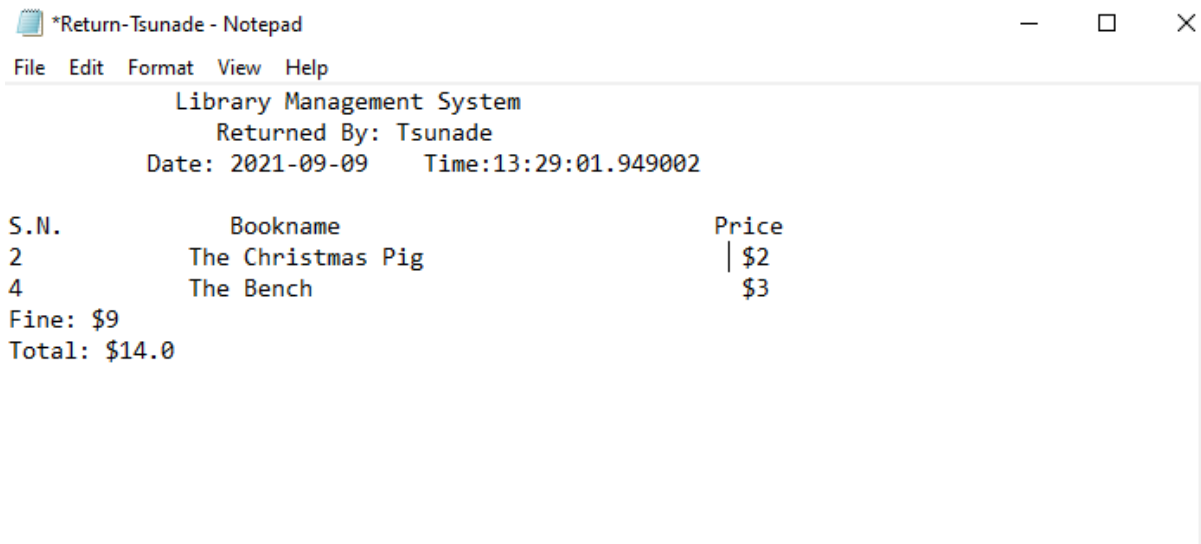 *Return-Tsunade - Notepad
File Edit Format View Help
Library Management System
Returned By: Tsunade
Date: 2021-09-09 Time:13:29:01.949002
S.N. Bookname Price
2 The Christmas Pig $2
4 The Bench $3
Fine: $9
Total: $14.0